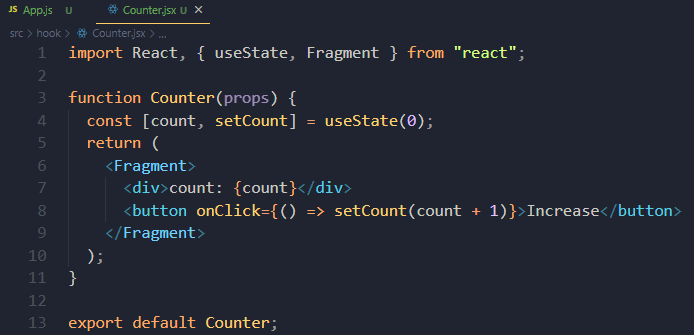 JS App.js U Counter.jsx U ×
src > hook > Counter.jsx > ...
1 import React, { useState, Fragment } from "react";
2
3 function Counter(props) {
4 const [count, setCount] = useState(0);
5 return (
6 <Fragment>
7 <div>count: {count}</div>
8 <button onClick={() => setCount(count + 1)}>Increase</button>
9 </Fragment>
10 );
11 }
12
13 export default Counter;